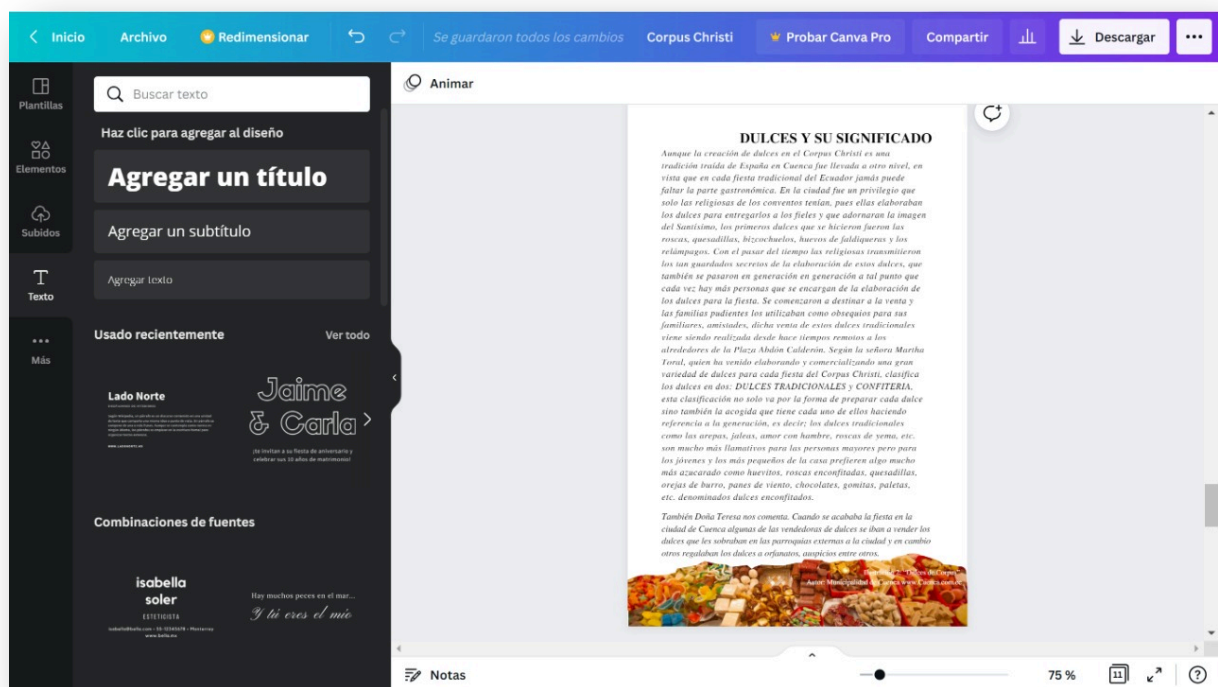 Inicio
Archivo
Redimensionar
Se guardaron todos los cambios
Corpus Christi
Probar Canva Pro
Compartir
Descargar
Plantillas
Elementos
Subidos
Texto
Más
Buscar texto
Haz clic para agregar al diseño
Agregar un título
Agregar un subtítulo
Agregar texto
Usado recientemente
Ver todo
Lado Norte
Jaime
& Carla
¡te invitan a su fiesta de aniversario y
celebrar sus 10 años de matrimonio!
Combinaciones de fuentes
isabella
soler
ESTETICISTA
Hay muchos peces en el mar...
Y tú eres el mío
Animar
DULCES Y SU SIGNIFICADO
Aunque la creación de dulces en el Corpus Christi es una
tradición traída de España en Cuenca fue llevada a otro nivel, en
vista que en cada fiesta tradicional del Ecuador jamás puede
faltar la parte gastronómica. En la ciudad fue un privilegio que
solo las religiosas de los conventos tenían, pues ellas elaboraban
los dulces para entregarlos a los fieles y que adornaran la imagen
del Santísimo, los primeros dulces que se hicieron fueron las
roscas, quesadillas, bizcochuelos, huevos de faldiqueras y los
relámpagos. Con el pasar del tiempo las religiosas transmitieron
los tan guardados secretos de la elaboración de estos dulces, que
también se pasaron en generación en generación a tal punto que
cada vez hay más personas que se encargan de la elaboración de
los dulces para la fiesta. Se comenzaron a destinar a la venta y
las familias pudientes los utilizaban como obsequios para sus
familiares, amistades, dicha venta de estos dulces tradicionales
viene siendo realizada desde hace tiempos remotos a los
alrededores de la Plaza Abdón Calderón. Según la señora Martha
Toral, quien ha venido elaborando y comercializando una gran
variedad de dulces para cada fiesta del Corpus Christi, clasifica
los dulces en dos: DULCES TRADICIONALES y CONFITERIA,
esta clasificación no solo va por la forma de preparar cada dulce
sino también la acogida que tiene cada uno de ellos haciendo
referencia a la generación, es decir; los dulces tradicionales
como las arepas, jaleas, amor con hambre, roscas de yema, etc.
son mucho más llamativos para las personas mayores pero para
los jóvenes y los más pequeños de la casa prefieren algo mucho
más azucarado como huevitos, roscas enconfitadas, quesadillas,
orejas de burro, panes de viento, chocolates, gomitas, paletas,
etc. denominados dulces enconfitados.
También Doña Teresa nos comenta. Cuando se acababa la fiesta en la
ciudad de Cuenca algunas de las vendedoras de dulces se iban a vender los
dulces que les sobraban en las parroquias externas a la ciudad y en cambio
otros regalaban los dulces a orfanatos, auspicios entre otros.
Dulces de Corpus
Autor: Municipalidad de Cuenca www.Cuenca.com.ec
Notas
75 %
11